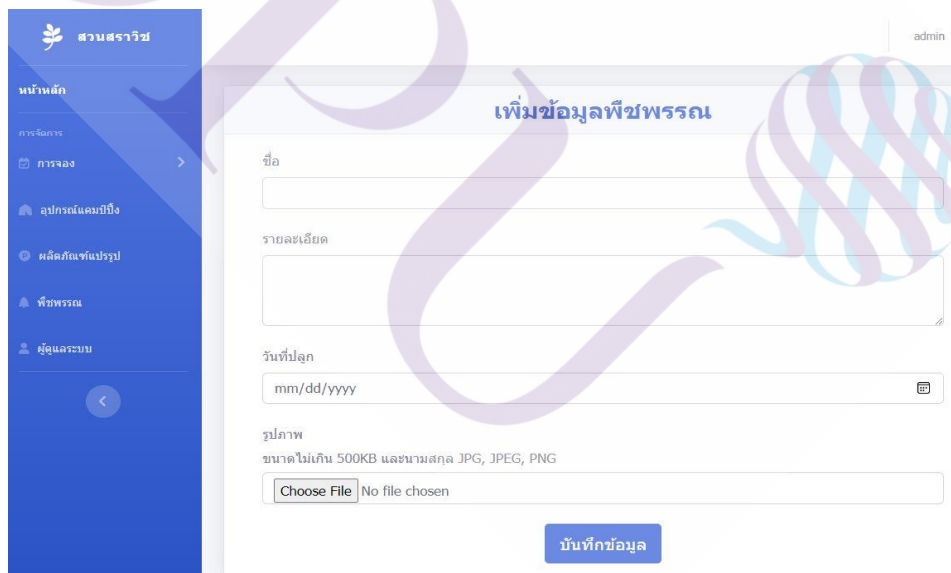 สวนสราวิช
admin
หน้าหลัก
การจัดการ
การจอง
อุปกรณ์แคมป์ปิ้ง
ผลิตภัณฑ์แปรรูป
พืชพรรณ
ผู้ดูแลระบบ
เพิ่มข้อมูลพืชพรรณ
ชื่อ
รายละเอียด
วันที่ปลูก
mm/dd/yyyy
รูปภาพ
ขนาดไม่เกิน 500KB และนามสกุล JPG, JPEG, PNG
Choose File No file chosen
บันทึกข้อมูล